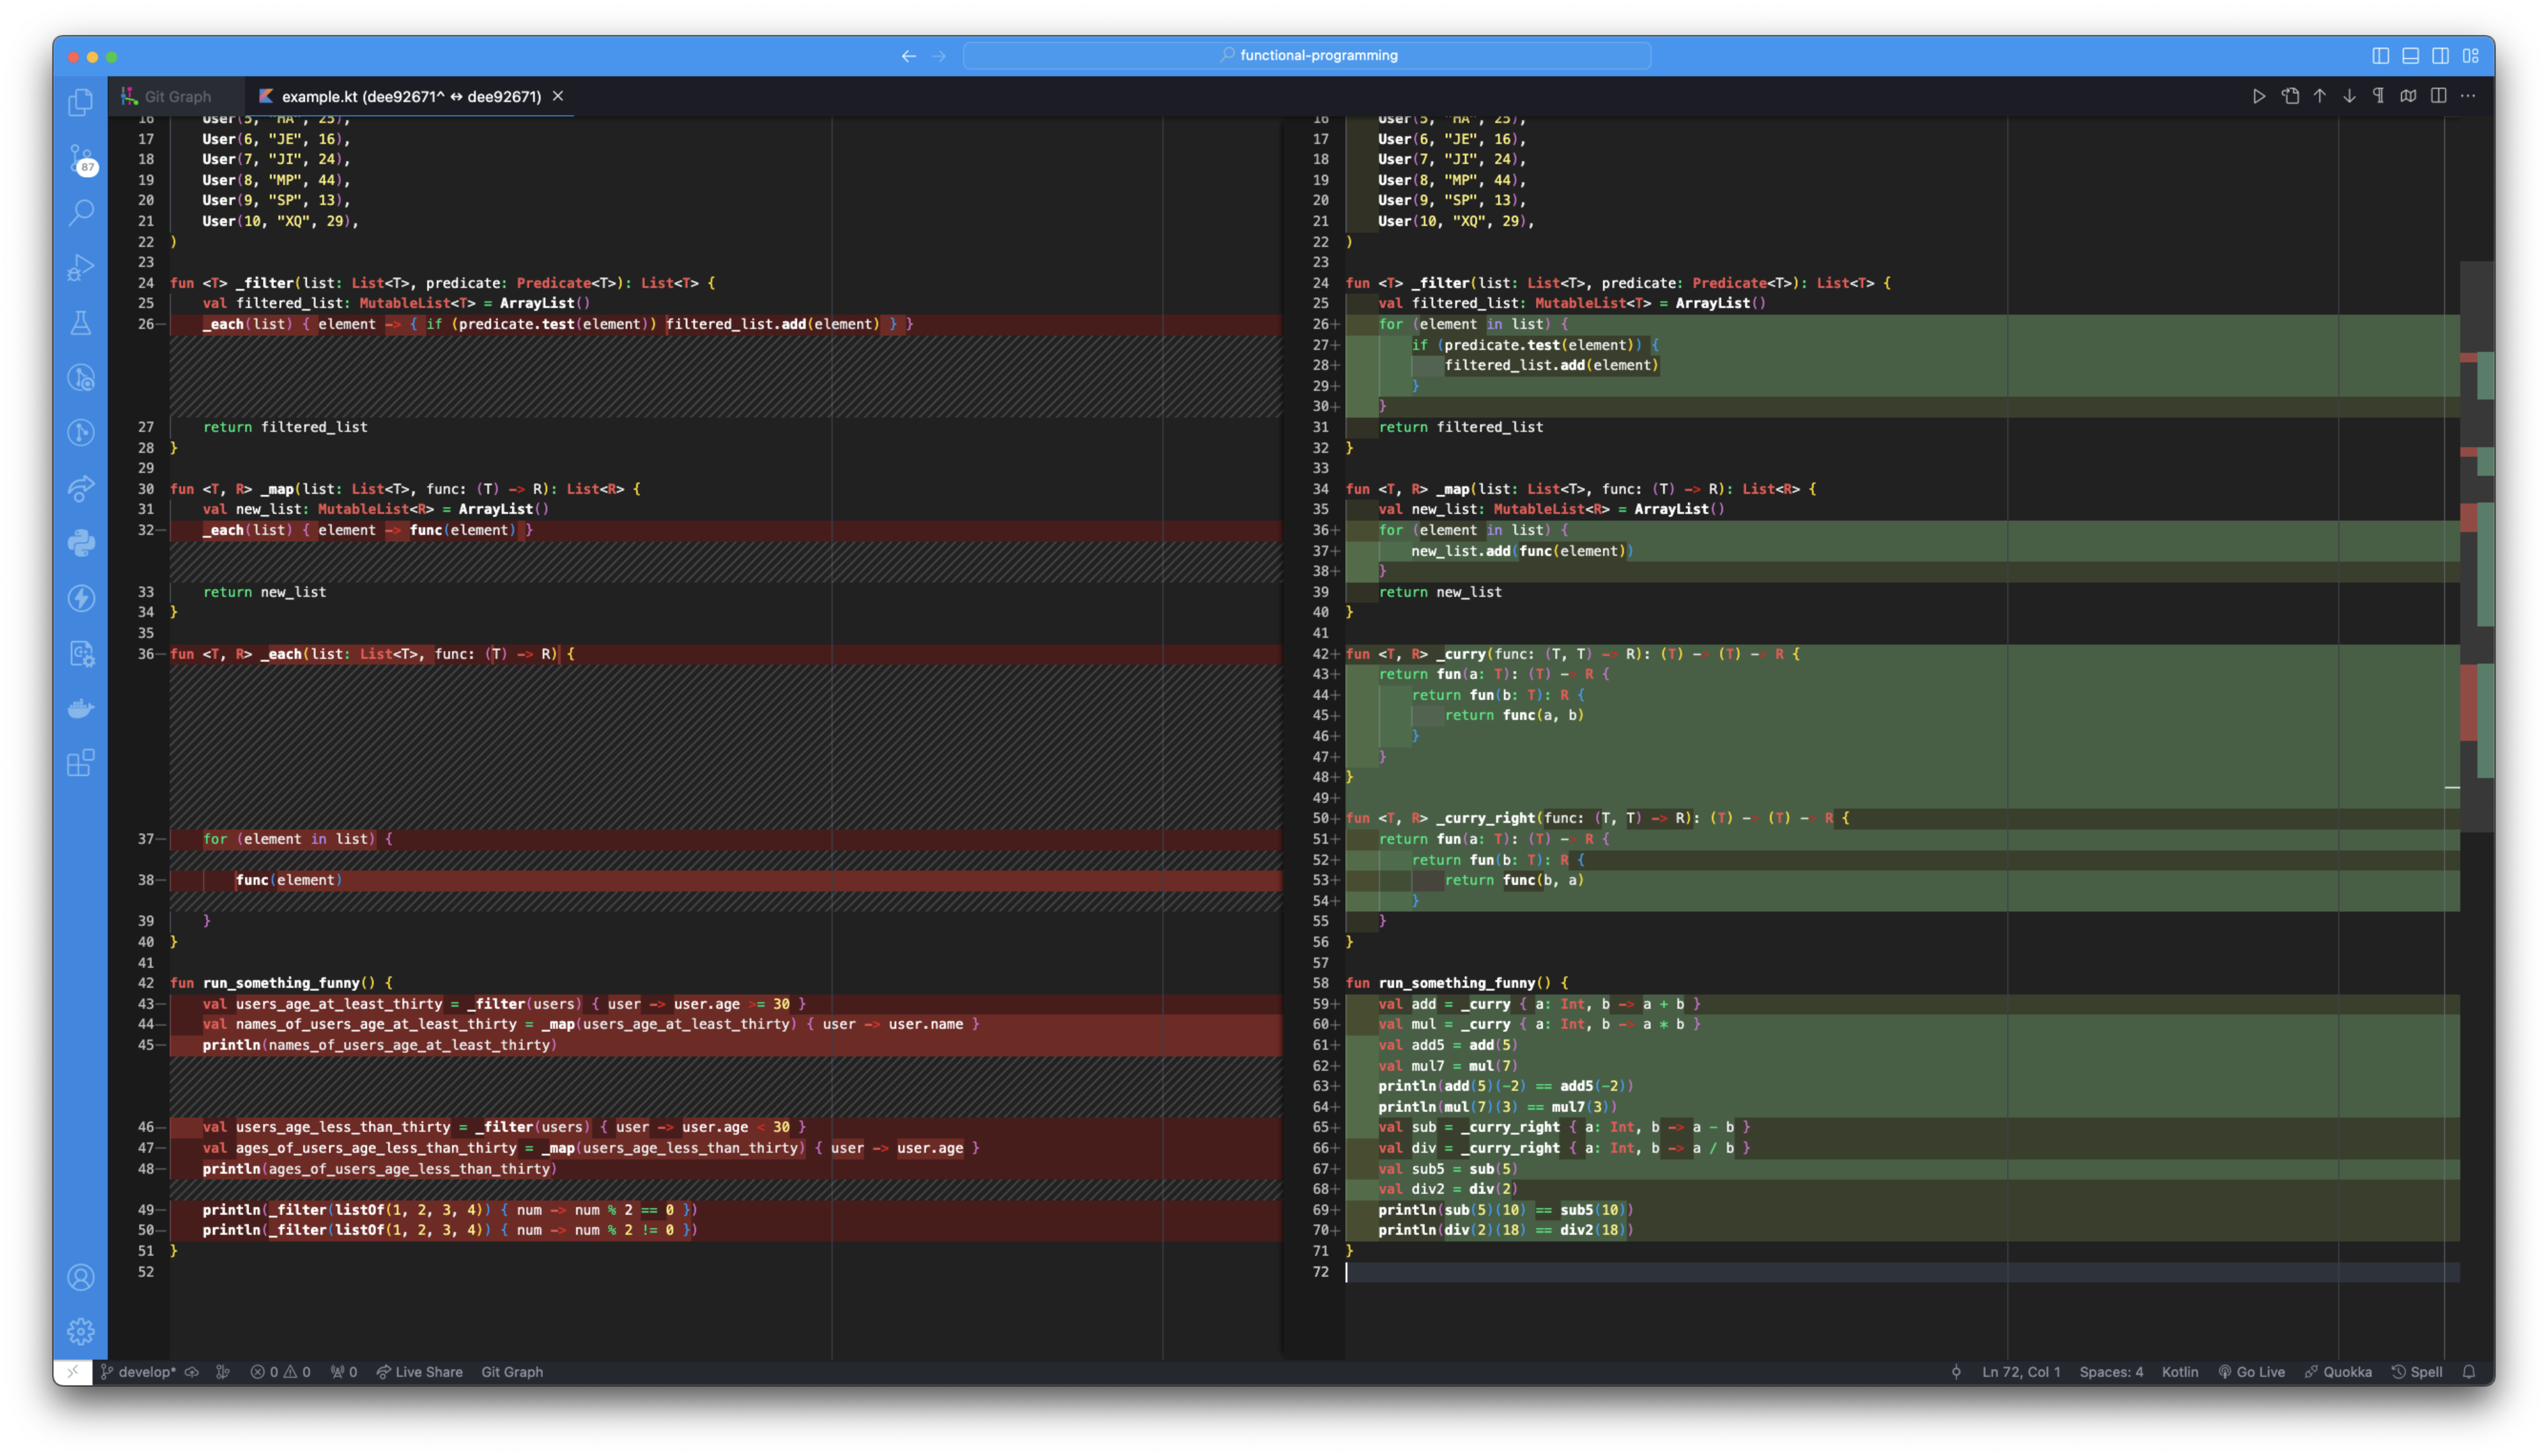 functional-programming
Git Graph
example.kt (dee92671^ ↔ dee92671)
87
16 User(5, "HA", 25),
17 User(6, "JE", 16),
18 User(7, "JI", 24),
19 User(8, "MP", 44),
20 User(9, "SP", 13),
21 User(10, "XQ", 29),
22 )
23
24 fun <T> _filter(list: List<T>, predicate: Predicate<T>): List<T> {
25 val filtered_list: MutableList<T> = ArrayList()
26— _each(list) { element -> { if (predicate.test(element)) filtered_list.add(element) } }
27 return filtered_list
28 }
29
30 fun <T, R> _map(list: List<T>, func: (T) -> R): List<R> {
31 val new_list: MutableList<R> = ArrayList()
32— _each(list) { element -> func(element) }
33 return new_list
34 }
35
36— fun <T, R> _each(list: List<T>, func: (T) -> R) {
37— for (element in list) {
38— func(element)
39 }
40 }
41
42 fun run_something_funny() {
43— val users_age_at_least_thirty = _filter(users) { user -> user.age >= 30 }
44— val names_of_users_age_at_least_thirty = _map(users_age_at_least_thirty) { user -> user.name }
45— println(names_of_users_age_at_least_thirty)
46— val users_age_less_than_thirty = _filter(users) { user -> user.age < 30 }
47— val ages_of_users_age_less_than_thirty = _map(users_age_less_than_thirty) { user -> user.age }
48— println(ages_of_users_age_less_than_thirty)
49— println(_filter(listOf(1, 2, 3, 4)) { num -> num % 2 == 0 })
50— println(_filter(listOf(1, 2, 3, 4)) { num -> num % 2 != 0 })
51 }
52
16 User(5, "HA", 25),
17 User(6, "JE", 16),
18 User(7, "JI", 24),
19 User(8, "MP", 44),
20 User(9, "SP", 13),
21 User(10, "XQ", 29),
22 )
23
24 fun <T> _filter(list: List<T>, predicate: Predicate<T>): List<T> {
25 val filtered_list: MutableList<T> = ArrayList()
26+ for (element in list) {
27+ if (predicate.test(element)) {
28+ filtered_list.add(element)
29+ }
30+ }
31 return filtered_list
32 }
33
34 fun <T, R> _map(list: List<T>, func: (T) -> R): List<R> {
35 val new_list: MutableList<R> = ArrayList()
36+ for (element in list) {
37+ new_list.add(func(element))
38+ }
39 return new_list
40 }
41
42+ fun <T, R> _curry(func: (T, T) -> R): (T) -> (T) -> R {
43+ return fun(a: T): (T) -> R {
44+ return fun(b: T): R {
45+ return func(a, b)
46+ }
47+ }
48+ }
49+
50+ fun <T, R> _curry_right(func: (T, T) -> R): (T) -> (T) -> R {
51+ return fun(a: T): (T) -> R {
52+ return fun(b: T): R {
53+ return func(b, a)
54+ }
55 }
56 }
57
58 fun run_something_funny() {
59+ val add = _curry { a: Int, b -> a + b }
60+ val mul = _curry { a: Int, b -> a * b }
61+ val add5 = add(5)
62+ val mul7 = mul(7)
63+ println(add(5)(-2) == add5(-2))
64+ println(mul(7)(3) == mul7(3))
65+ val sub = _curry_right { a: Int, b -> a - b }
66+ val div = _curry_right { a: Int, b -> a / b }
67+ val sub5 = sub(5)
68+ val div2 = div(2)
69+ println(sub(5)(10) == sub5(10))
70+ println(div(2)(18) == div2(18))
71 }
72
develop* 0 0 0 Live Share Git Graph Ln 72, Col 1 Spaces: 4 Kotlin Go Live Quokka Spell